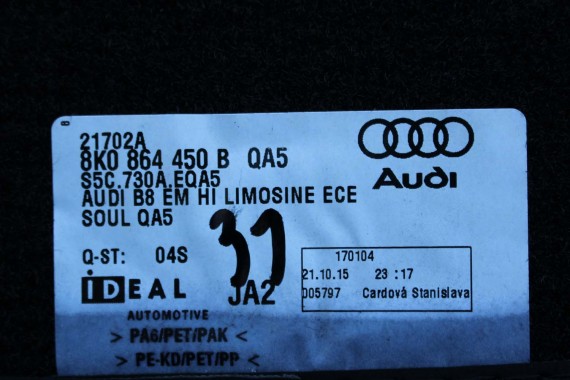 21702A
8K0 864 450 B QA5
S5C.730A.EQA5
AUDI B8 EM HI LIMOSINE ECE
SOUL QA5
Audi
Q-ST: 04S
31
JA2
170104
21.10.15 23:17
D05797 Cardová Stanislava
iDEAL
AUTOMOTIVE
> PA6/PET/PAK <
> PE-KD/PET/PP <